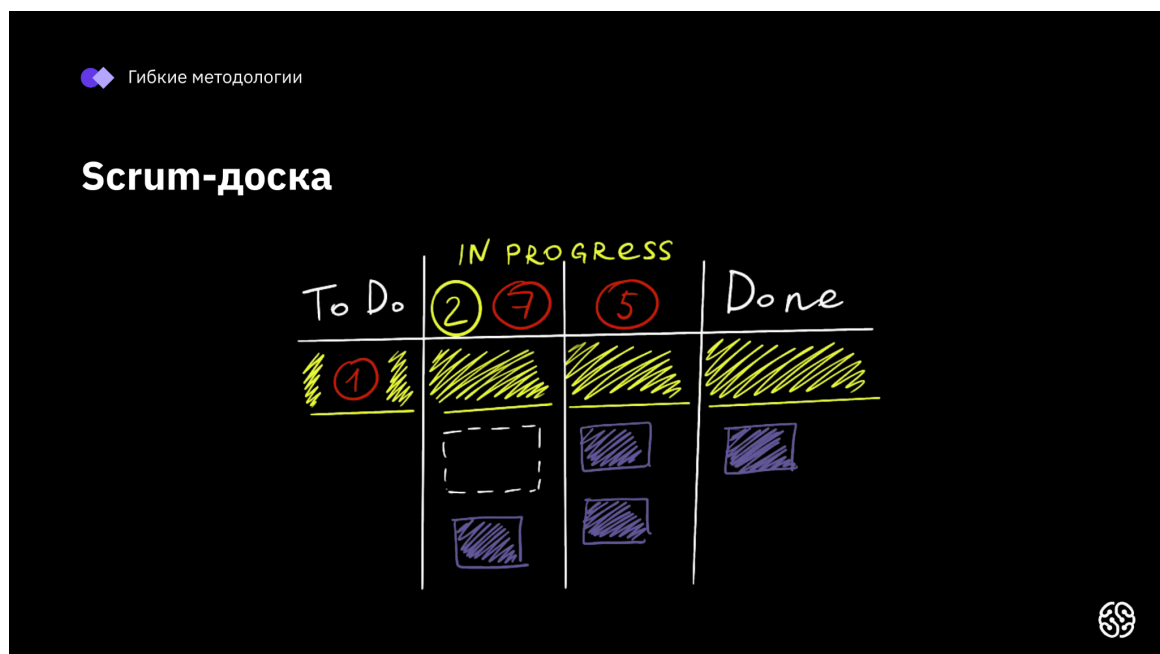 Гибкие методологии
Scrum-доска
IN PROGRESS
To Do 2 7 5 Done
1